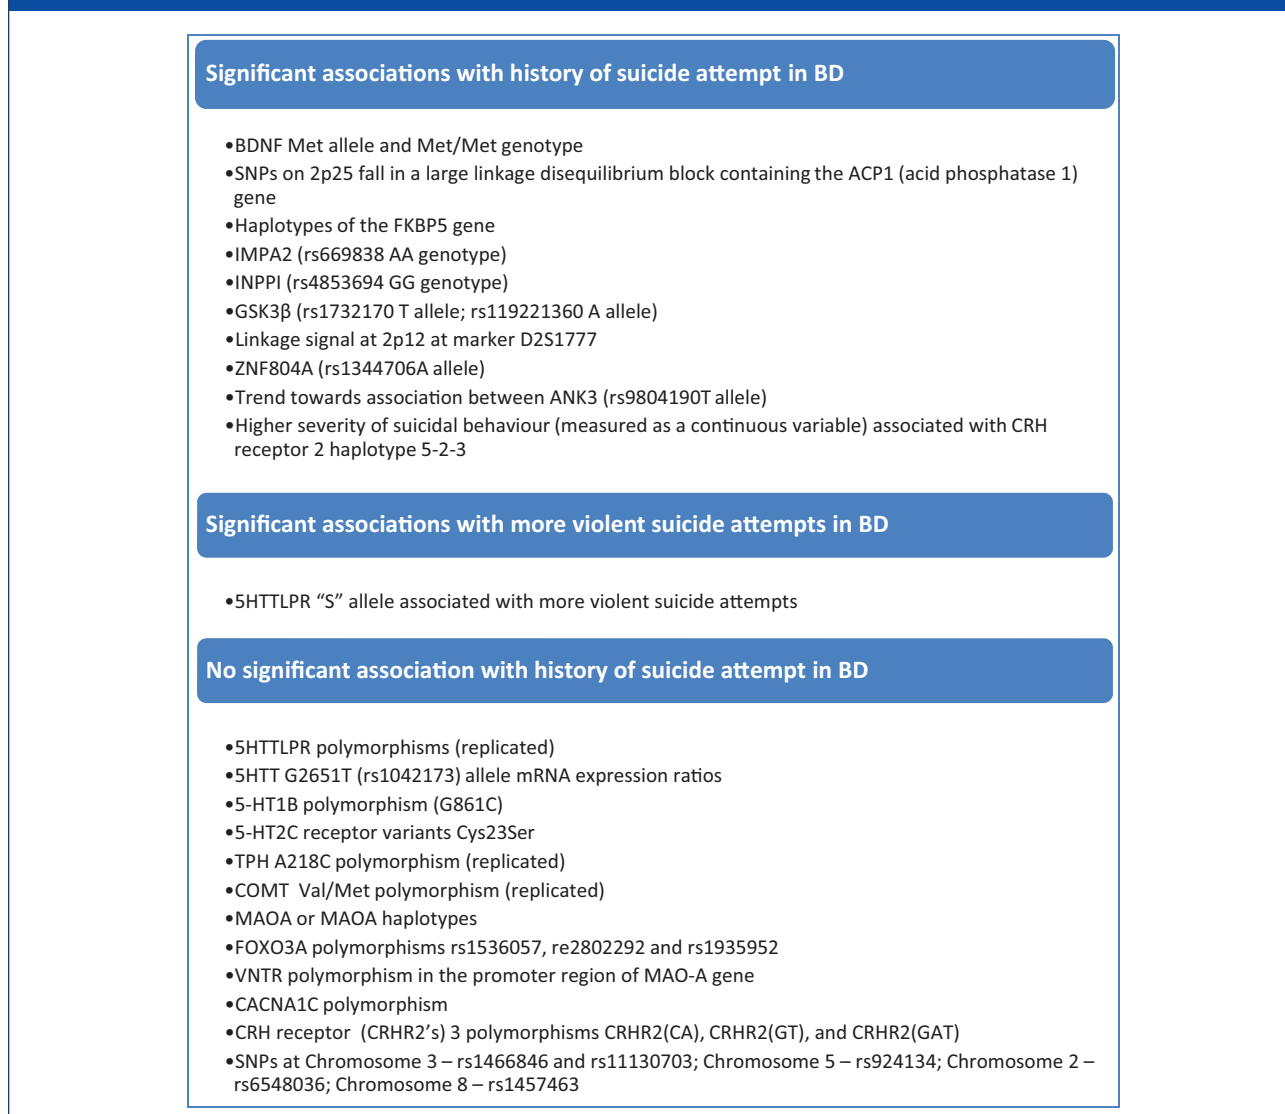 Significant associations with history of suicide attempt in BD
•BDNF Met allele and Met/Met genotype
•SNPs on 2p25 fall in a large linkage disequilibrium block containing the ACP1 (acid phosphatase 1)
gene
•Haplotypes of the FKBP5 gene
•IMPA2 (rs669838 AA genotype)
•INPPI (rs4853694 GG genotype)
•GSK3β (rs1732170 T allele; rs119221360 A allele)
•Linkage signal at 2p12 at marker D2S1777
•ZNF804A (rs1344706A allele)
•Trend towards association between ANK3 (rs9804190T allele)
•Higher severity of suicidal behaviour (measured as a continuous variable) associated with CRH
receptor 2 haplotype 5-2-3
Significant associations with more violent suicide attempts in BD
•5HTTLPR “S” allele associated with more violent suicide attempts
No significant association with history of suicide attempt in BD
•5HTTLPR polymorphisms (replicated)
•5HTT G2651T (rs1042173) allele mRNA expression ratios
•5-HT1B polymorphism (G861C)
•5-HT2C receptor variants Cys23Ser
•TPH A218C polymorphism (replicated)
•COMT  Val/Met polymorphism (replicated)
•MAOA or MAOA haplotypes
•FOXO3A polymorphisms rs1536057, re2802292 and rs1935952
•VNTR polymorphism in the promoter region of MAO-A gene
•CACNA1C polymorphism
•CRH receptor  (CRHR2’s) 3 polymorphisms CRHR2(CA), CRHR2(GT), and CRHR2(GAT)
•SNPs at Chromosome 3 – rs1466846 and rs11130703; Chromosome 5 – rs924134; Chromosome 2 –
rs6548036; Chromosome 8 – rs1457463